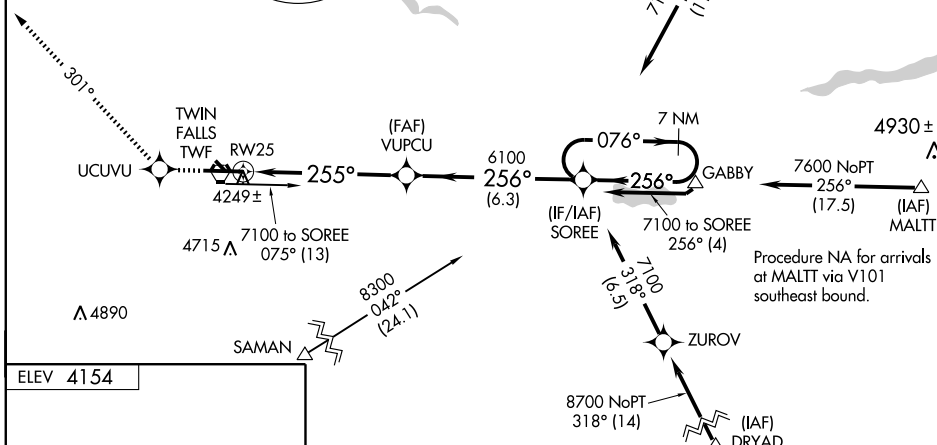 301°
TWIN
FALLS
TWF
RW25
UCUVU
4249±
255°
(FAF)
VUPCU
6100
256°
(6.3)
076°
7 NM
256°
GABBY
(IF/IAF)
SOREE
7100 to SOREE
256° (4)
4930±
7600 NoPT
256°
(17.5)
(IAF)
MALTT
4715
7100 to SOREE
075° (13)
Procedure NA for arrivals
at MALTT via V101
southeast bound.
4890
8300
042°
(24.1)
SAMAN
7100
318°
(6.5)
ZUROV
ELEV 4154
8700 NoPT
318° (14)
(IAF)
DRYAD